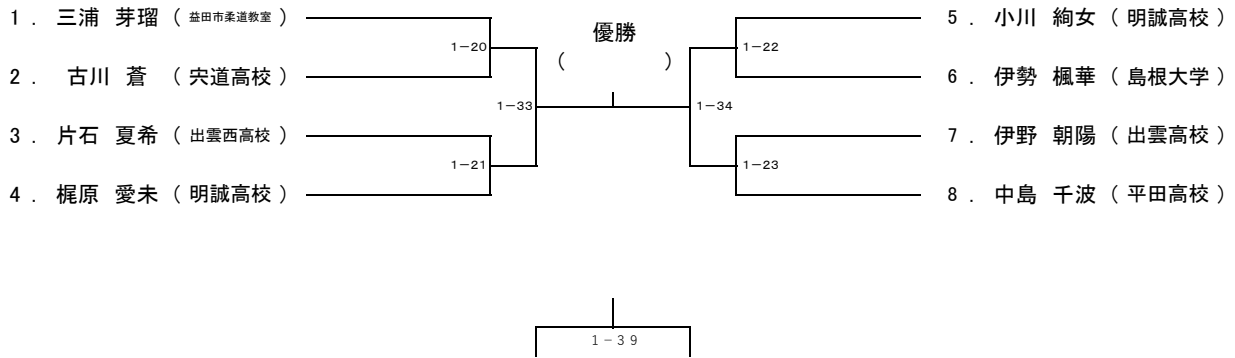 1 . 三浦 芽瑠 （ 益田市柔道教室 ）
1－20
2 . 古川 蒼 （ 宍道高校 ）
1－33
3 . 片石 夏希 （ 出雲西高校 ）
1－21
4 . 梶原 愛未 （ 明誠高校 ）
優勝
（ ）
5 . 小川 絢女 （ 明誠高校 ）
1－22
6 . 伊勢 楓華 （ 島根大学 ）
1－34
7 . 伊野 朝陽 （ 出雲高校 ）
1－23
8 . 中島 千波 （ 平田高校 ）
1－39